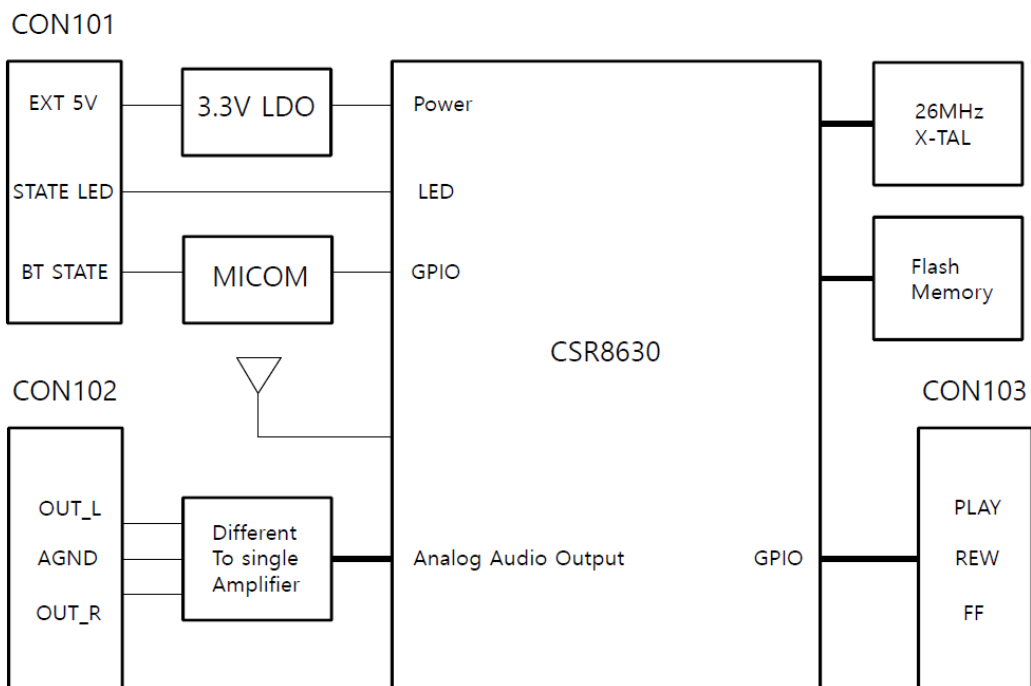 CON101
EXT 5V
3.3V LDO
Power
26MHz
X-TAL
STATE LED
LED
BT STATE
MICOM
GPIO
Flash
Memory
CSR8630
CON102
CON103
OUT_L
AGND
OUT_R
Different
To single
Amplifier
Analog Audio Output
GPIO
PLAY
REW
FF